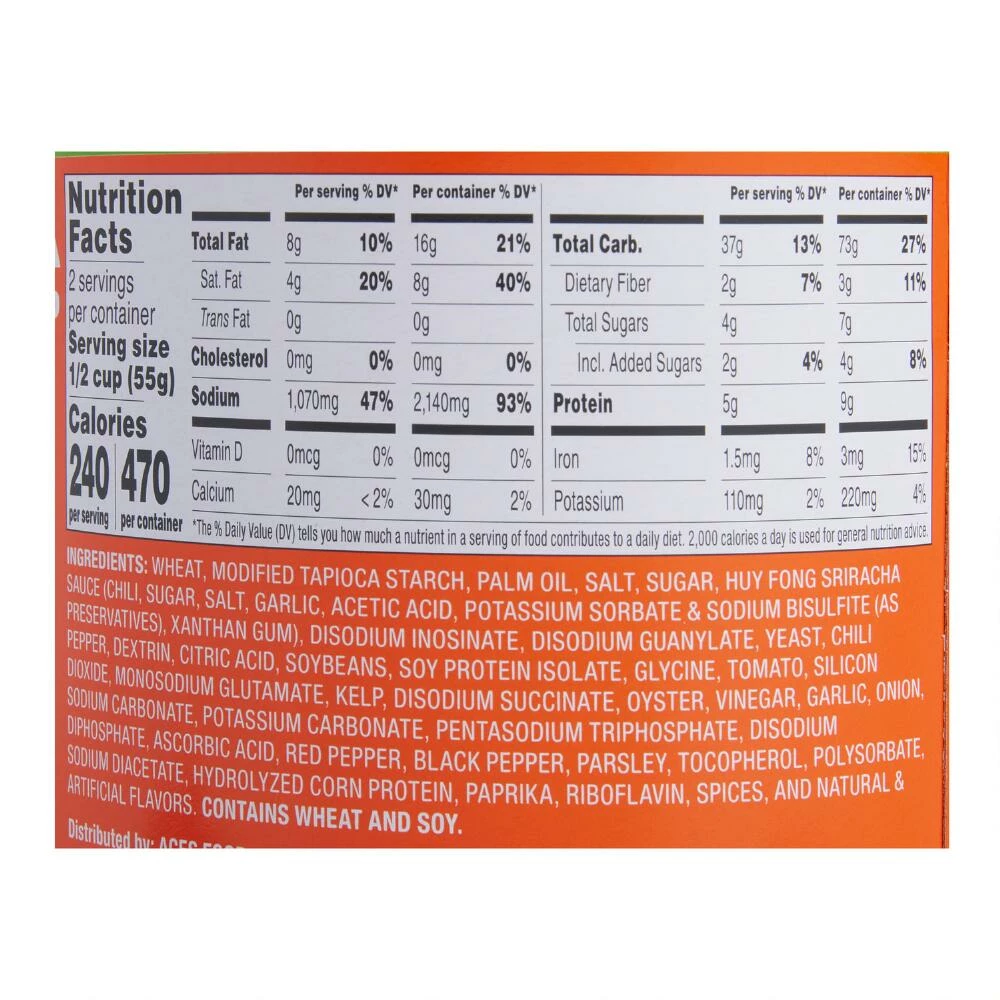 Nutrition
Facts
2 servings
per container
Serving size
1/2 cup (55g)
Calories
240 470
per serving per container
Per serving % DV* Per container % DV*
Total Fat 8g 10% 16g 21%
Sat. Fat 4g 20% 8g 40%
Trans Fat 0g 0g
Cholesterol 0mg 0% 0mg 0%
Sodium 1,070mg 47% 2,140mg 93%
Vitamin D 0mcg 0% 0mcg 0%
Calcium 20mg < 2% 30mg 2%
Per serving % DV* Per container % DV*
Total Carb. 37g 13% 73g 27%
Dietary Fiber 2g 7% 3g 11%
Total Sugars 4g 7g
Incl. Added Sugars 2g 4% 4g 8%
Protein 5g 9g
Iron 1.5mg 8% 3mg 15%
Potassium 110mg 2% 220mg 4%
*The % Daily Value (DV) tells you how much a nutrient in a serving of food contributes to a daily diet. 2,000 calories a day is used for general nutrition advice.
INGREDIENTS: WHEAT, MODIFIED TAPIOCA STARCH, PALM OIL, SALT, SUGAR, HUY FONG SRIRACHA
SAUCE (CHILI, SUGAR, SALT, GARLIC, ACETIC ACID, POTASSIUM SORBATE & SODIUM BISULFITE (AS
PRESERVATIVES), XANTHAN GUM), DISODIUM INOSINATE, DISODIUM GUANYLATE, YEAST, CHILI
PEPPER, DEXTRIN, CITRIC ACID, SOYBEANS, SOY PROTEIN ISOLATE, GLYCINE, TOMATO, SILICON
DIOXIDE, MONOSODIUM GLUTAMATE, KELP, DISODIUM SUCCINATE, OYSTER, VINEGAR, GARLIC, ONION,
SODIUM CARBONATE, POTASSIUM CARBONATE, PENTASODIUM TRIPHOSPHATE, DISODIUM
DIPHOSPHATE, ASCORBIC ACID, RED PEPPER, BLACK PEPPER, PARSLEY, TOCOPHEROL, POLYSORBATE,
SODIUM DIACETATE, HYDROLYZED CORN PROTEIN, PAPRIKA, RIBOFLAVIN, SPICES, AND NATURAL &
ARTIFICIAL FLAVORS. CONTAINS WHEAT AND SOY.
Distributed by: